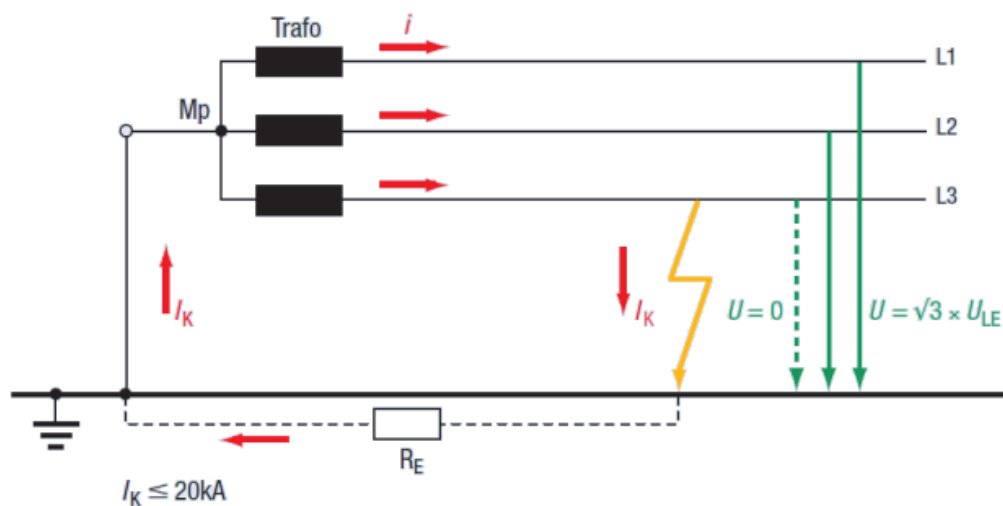 Trafo
i
L1
Mp
L2
L3
I_K
I_K
U = 0
U = √3 × U_LE
R_E
I_K ≤ 20kA